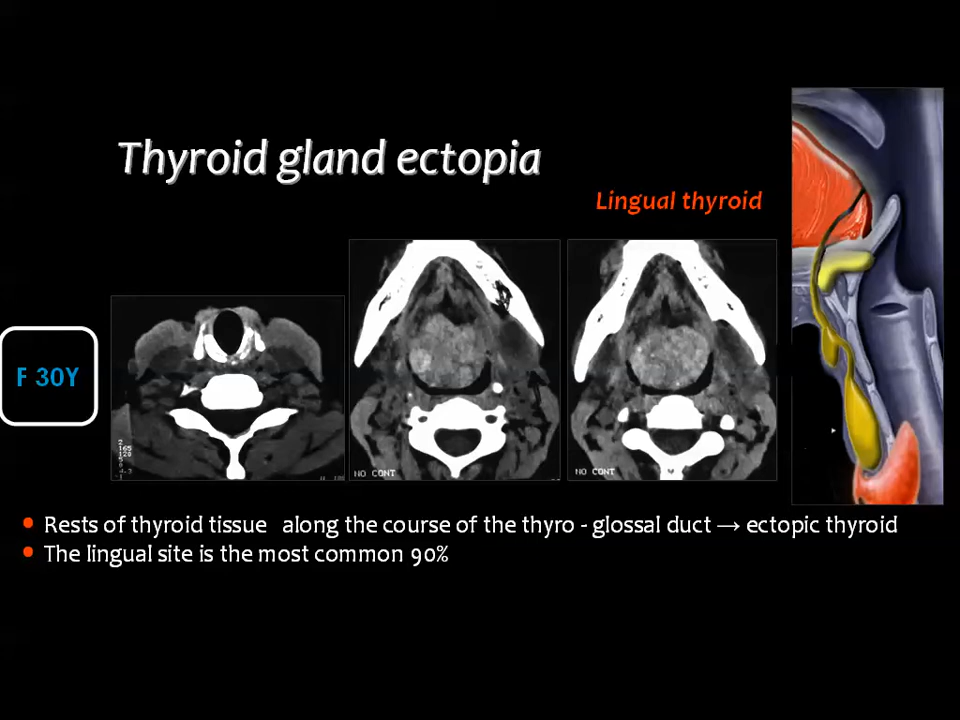 Thyroid gland ectopia
Lingual thyroid
F 30Y
NO CONT
NO CONT
• Rests of thyroid tissue along the course of the thyro - glossal duct → ectopic thyroid
• The lingual site is the most common 90%